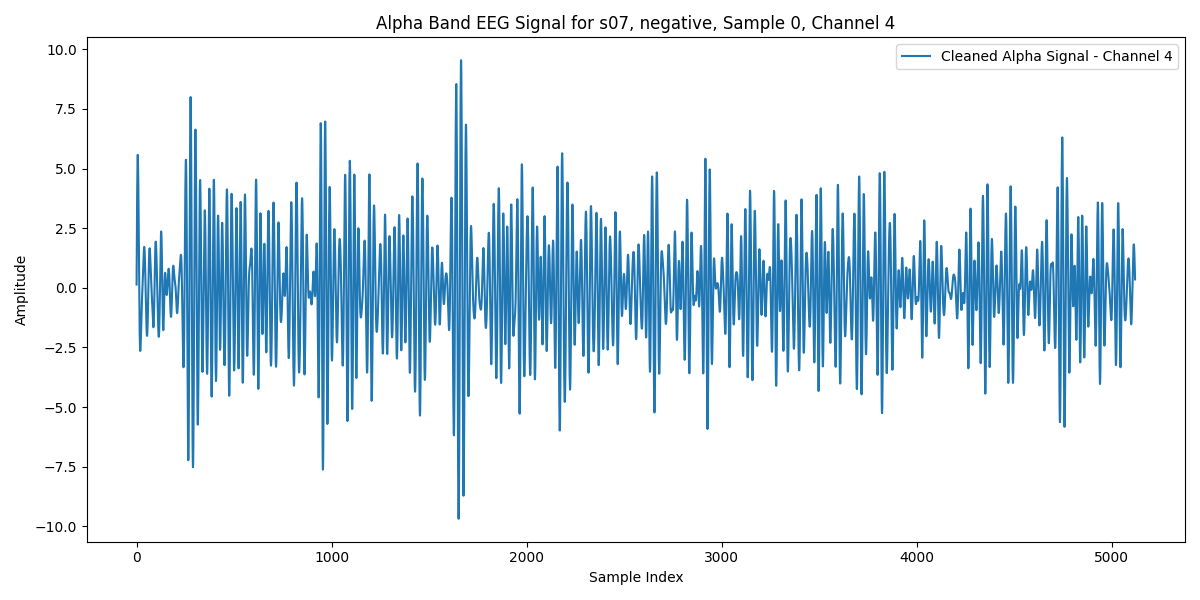 Alpha Band EEG Signal for s07, negative, Sample 0, Channel 4
Cleaned Alpha Signal - Channel 4
10.0
7.5
5.0
2.5
0.0
−2.5
−5.0
−7.5
−10.0
Amplitude
0 1000 2000 3000 4000 5000
Sample Index